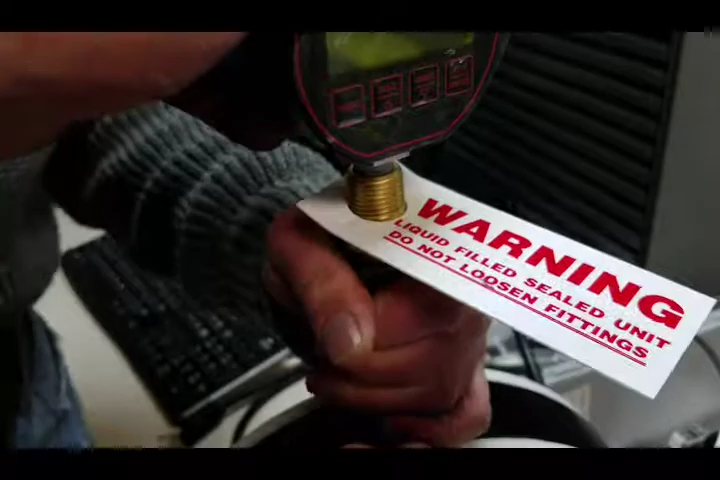 WARNING
LIQUID FILLED SEALED UNIT
DO NOT LOOSEN FITTINGS